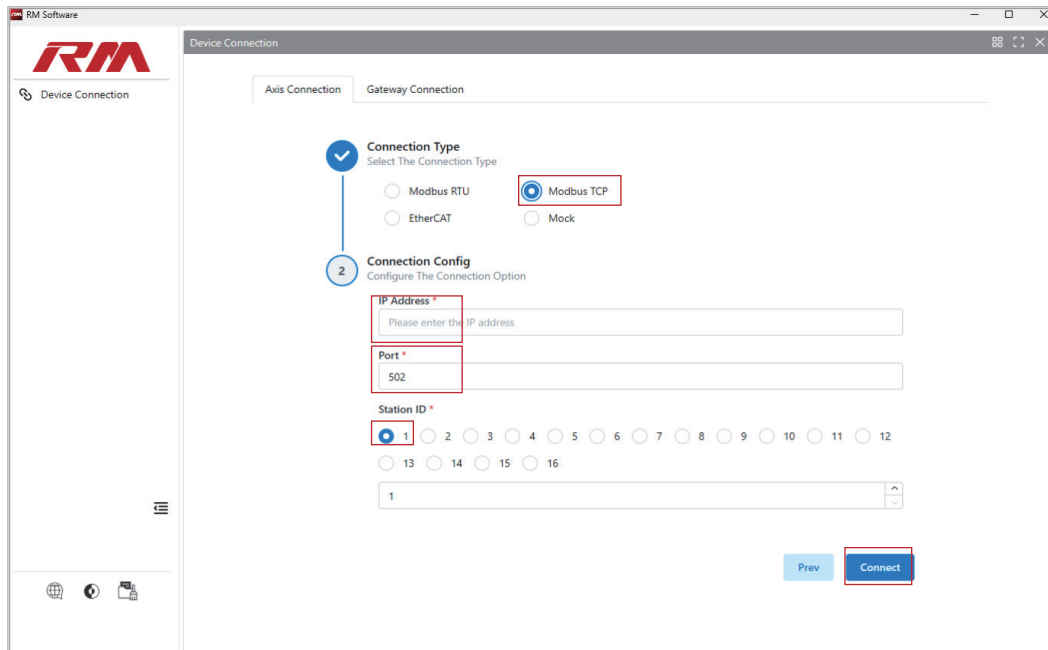 RM Software
RM
Device Connection
Device Connection
Axis Connection Gateway Connection
Connection Type
Select The Connection Type
Modbus RTU Modbus TCP
EtherCAT Mock
2 Connection Config
Configure The Connection Option
IP Address *
Please enter the IP address
Port *
502
Station ID *
1 2 3 4 5 6 7 8 9 10 11 12
13 14 15 16
1
Prev Connect